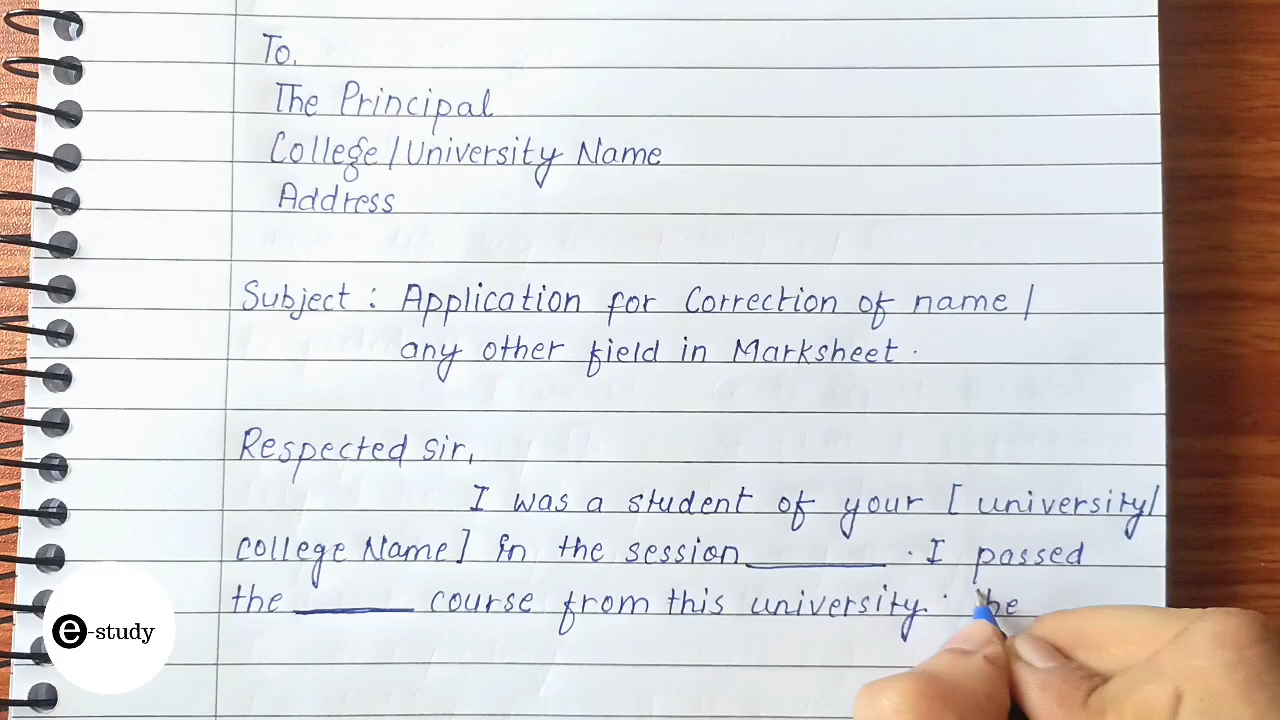 To,
The Principal
College/University Name
Address
Subject : Application for Correction of name /
any other field in Marksheet.
Respected Sir,
I was a student of your [university/
college Name] in the session ______ . I passed
the ______ course from this university. The
e-study